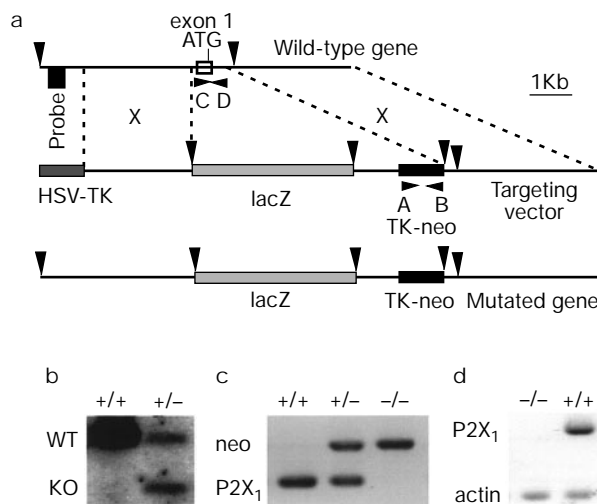 a
exon 1
ATG
Wild-type gene
1Kb
Probe
C D
X
X
HSV-TK
lacZ
A B
TK-neo
Targeting
vector
lacZ
TK-neo
Mutated gene
b
+/+ +/−
WT
KO
c
+/+ +/− −/−
neo
P2X1
d
−/− +/+
P2X1
actin